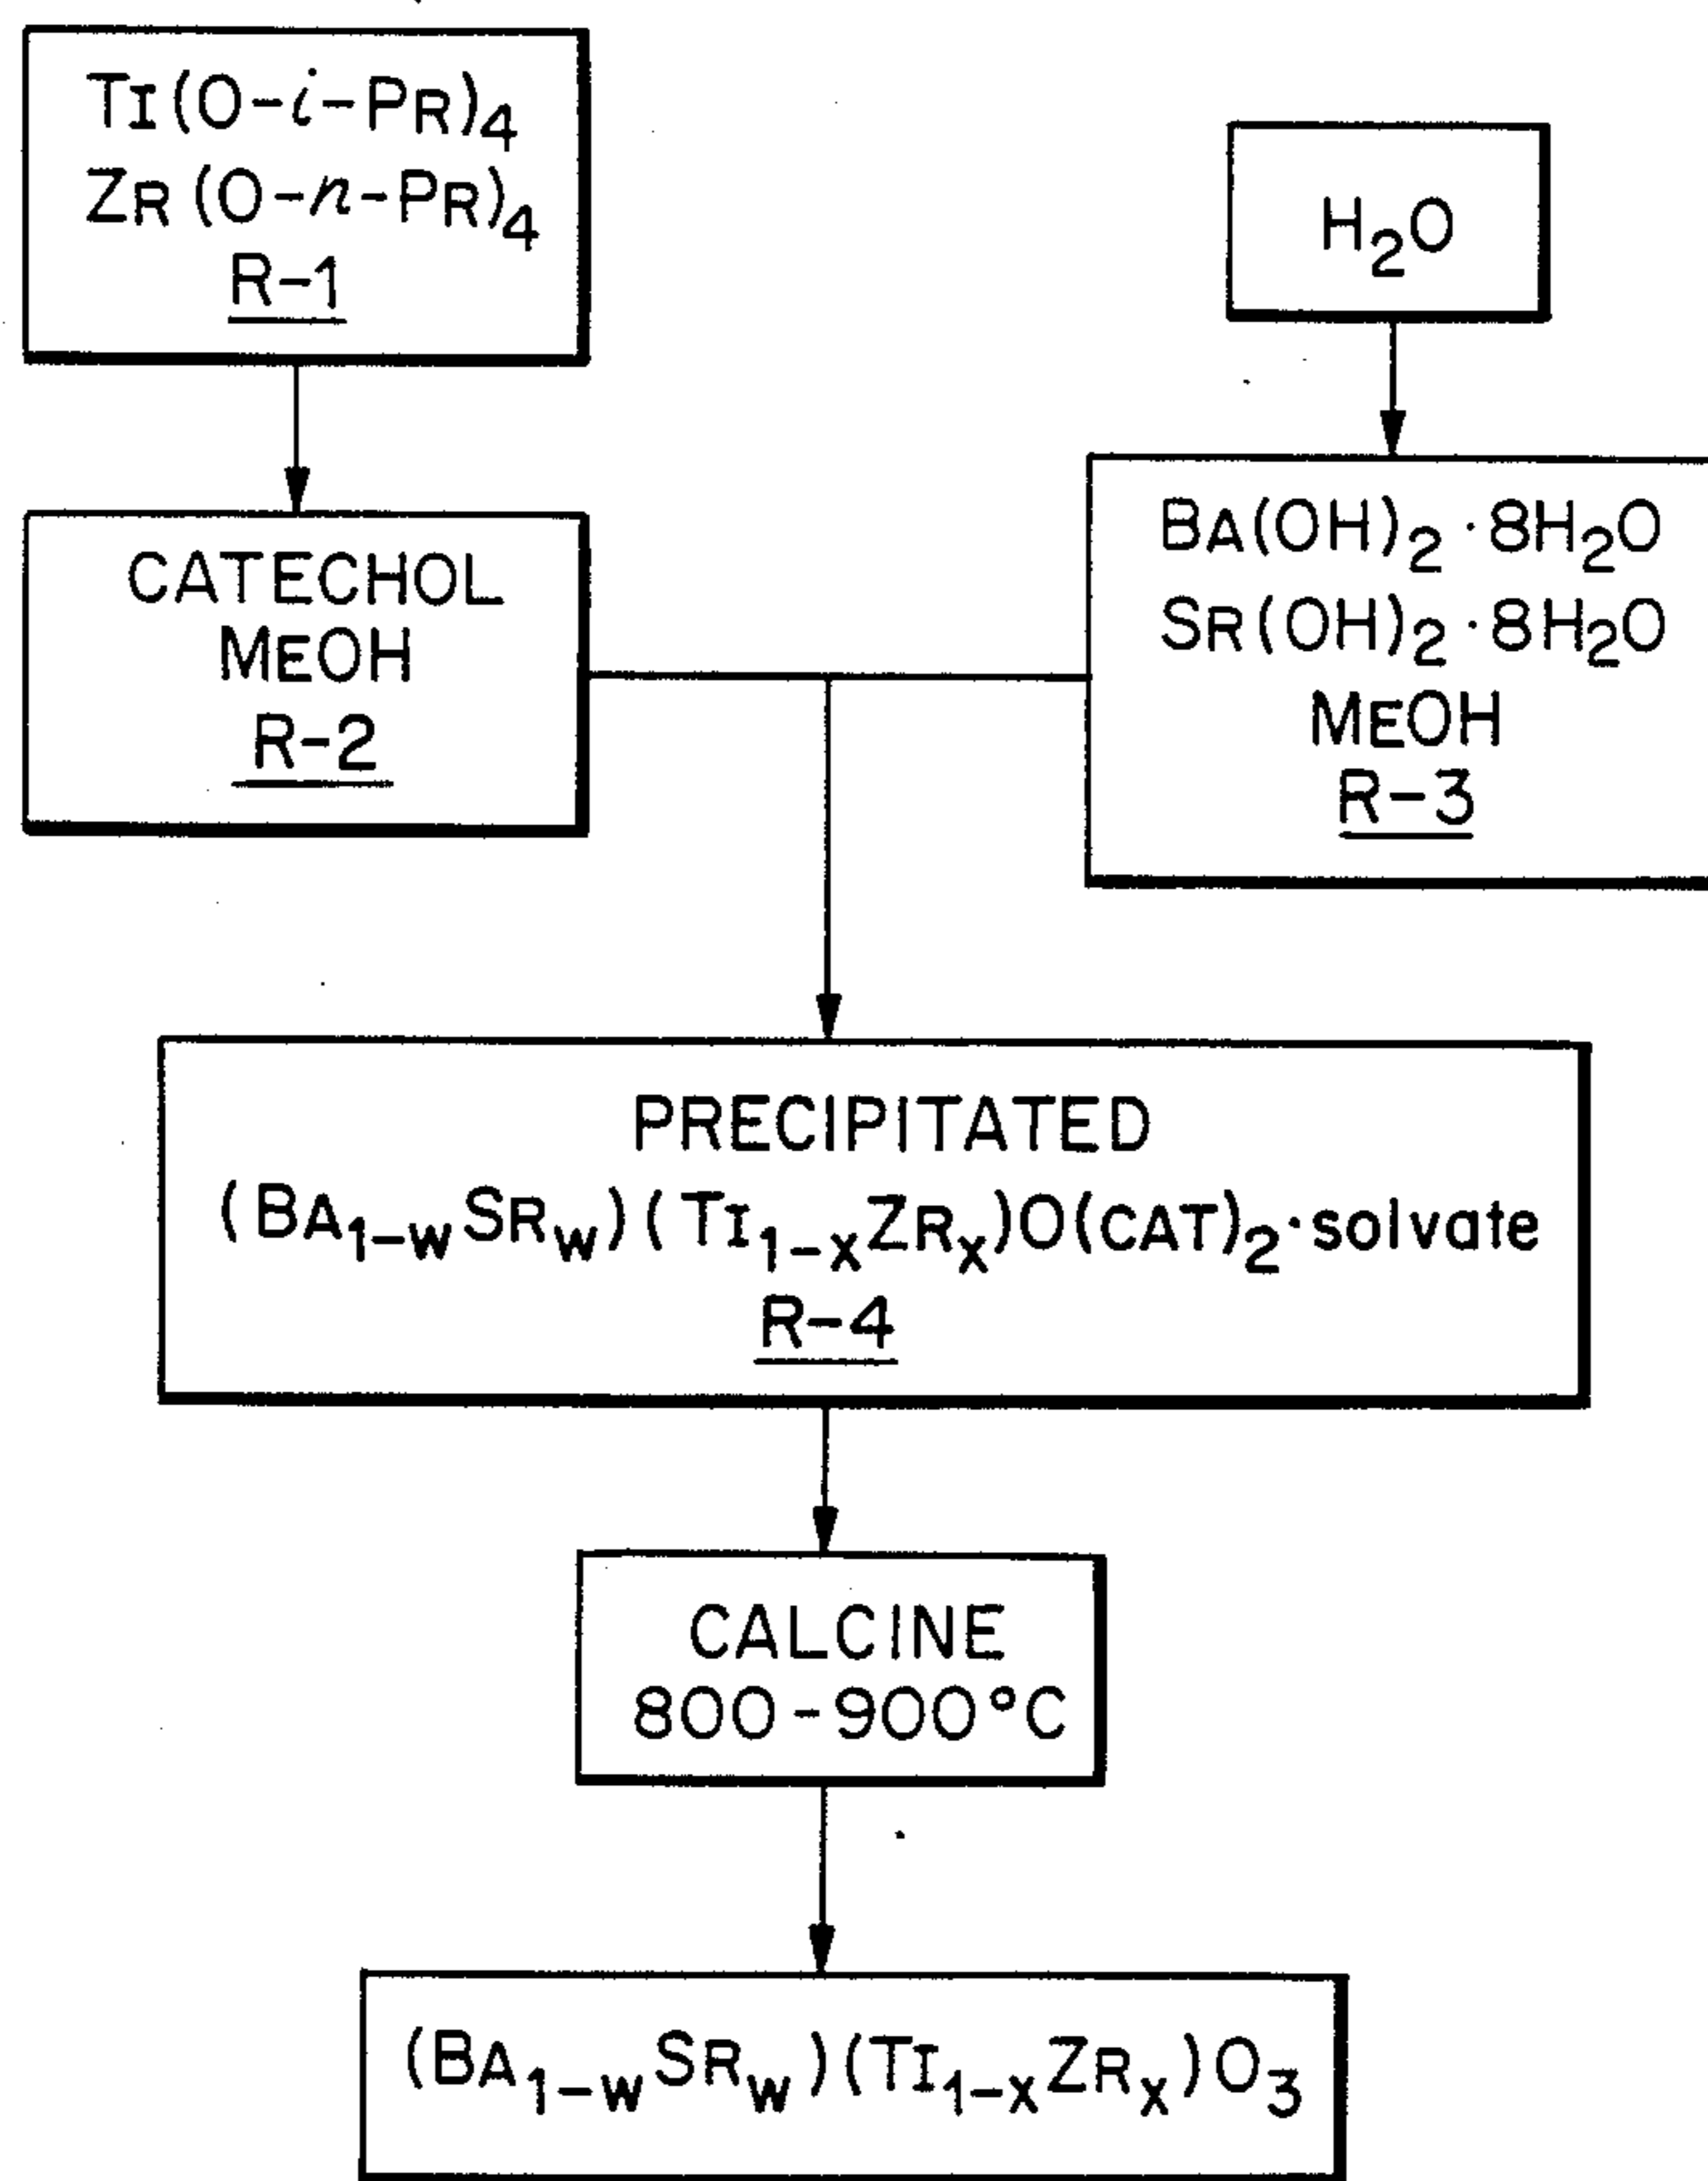 Ti(O-i-Pr)4
Zr(O-n-Pr)4
R-1
H2O
CATECHOL
MeOH
R-2
Ba(OH)2·8H2O
Sr(OH)2·8H2O
MeOH
R-3
PRECIPITATED
(Ba1-wSrw)(Ti1-xZrx)O(CAT)2·solvate
R-4
CALCINE
800-900°C
(Ba1-wSrw)(Ti1-xZrx)O3